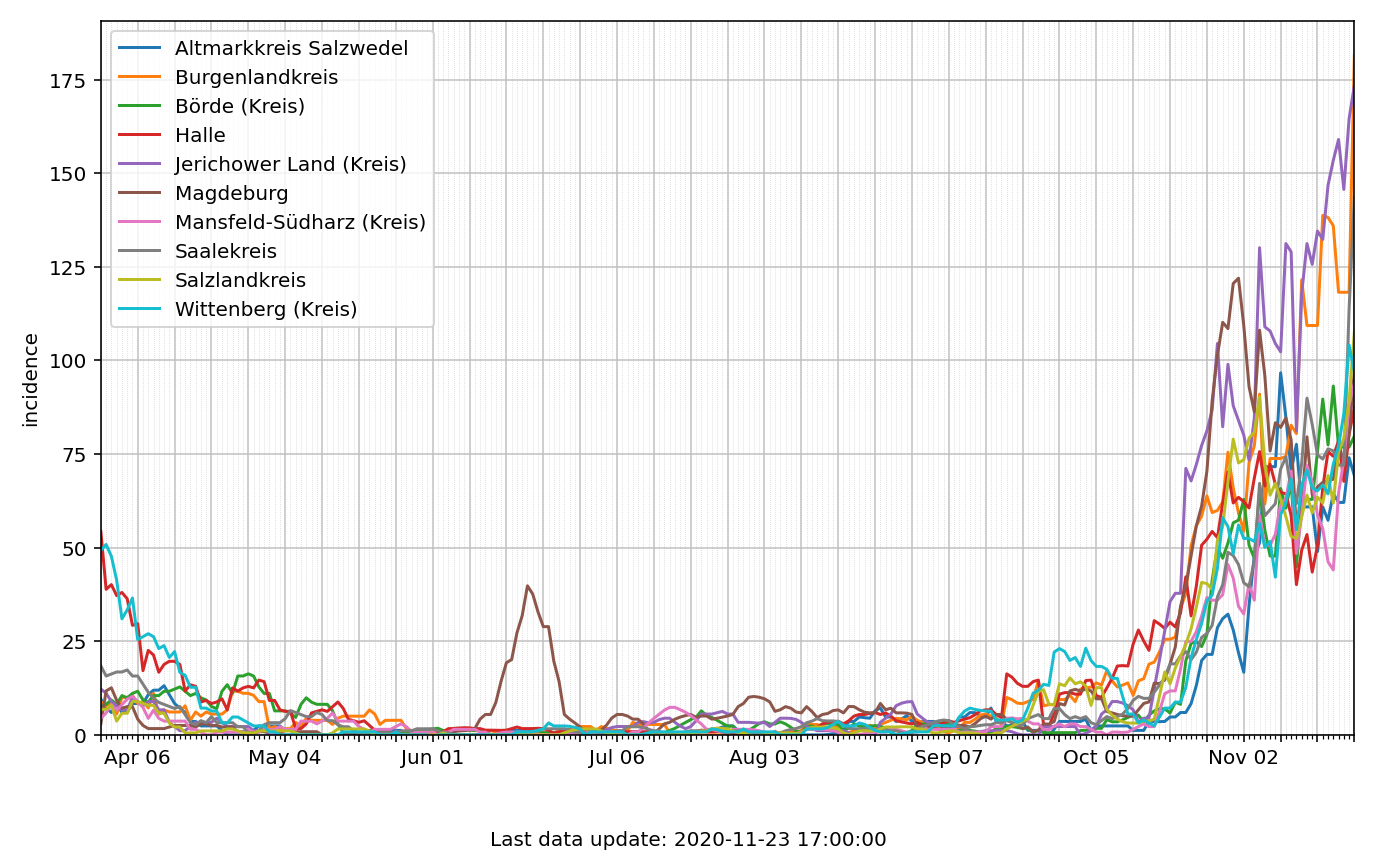 Altmarkkreis Salzwedel
Burgenlandkreis
Börde (Kreis)
Halle
Jerichower Land (Kreis)
Magdeburg
Mansfeld-Südharz (Kreis)
Saalekreis
Salzlandkreis
Wittenberg (Kreis)
incidence
175
150
125
100
75
50
25
0
Apr 06 May 04 Jun 01 Jul 06 Aug 03 Sep 07 Oct 05 Nov 02
Last data update: 2020-11-23 17:00:00